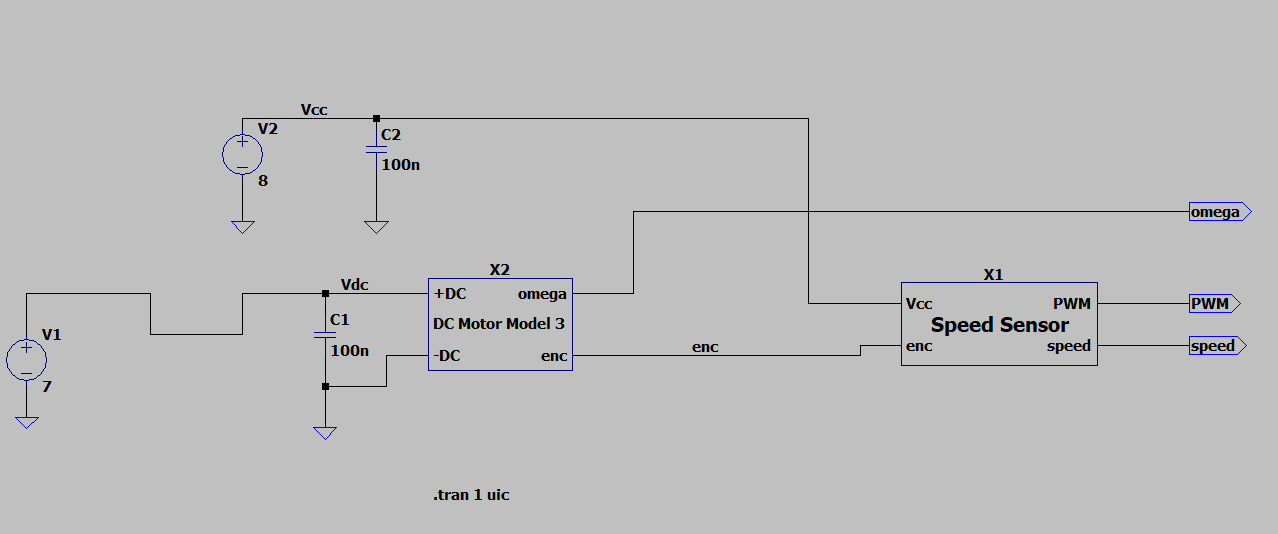 Vcc
V2
C2
100n
8
omega
X2
X1
Vdc
+DC
omega
Vcc
PWM
PWM
C1
DC Motor Model 3
Speed Sensor
V1
100n
-DC
enc
enc
enc
speed
speed
7
.tran 1 uic